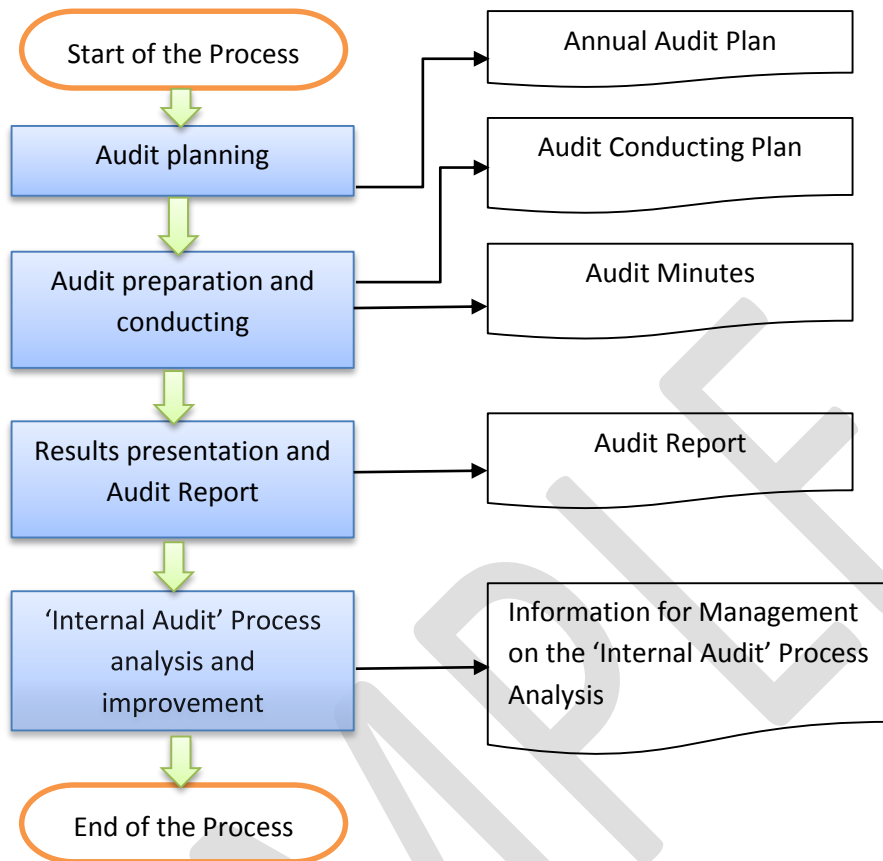 Start of the Process
Annual Audit Plan
Audit planning
Audit Conducting Plan
Audit preparation and
conducting
Audit Minutes
Results presentation and
Audit Report
Audit Report
‘Internal Audit’ Process
analysis and
improvement
Information for Management
on the ‘Internal Audit’ Process
Analysis
End of the Process
MPLE